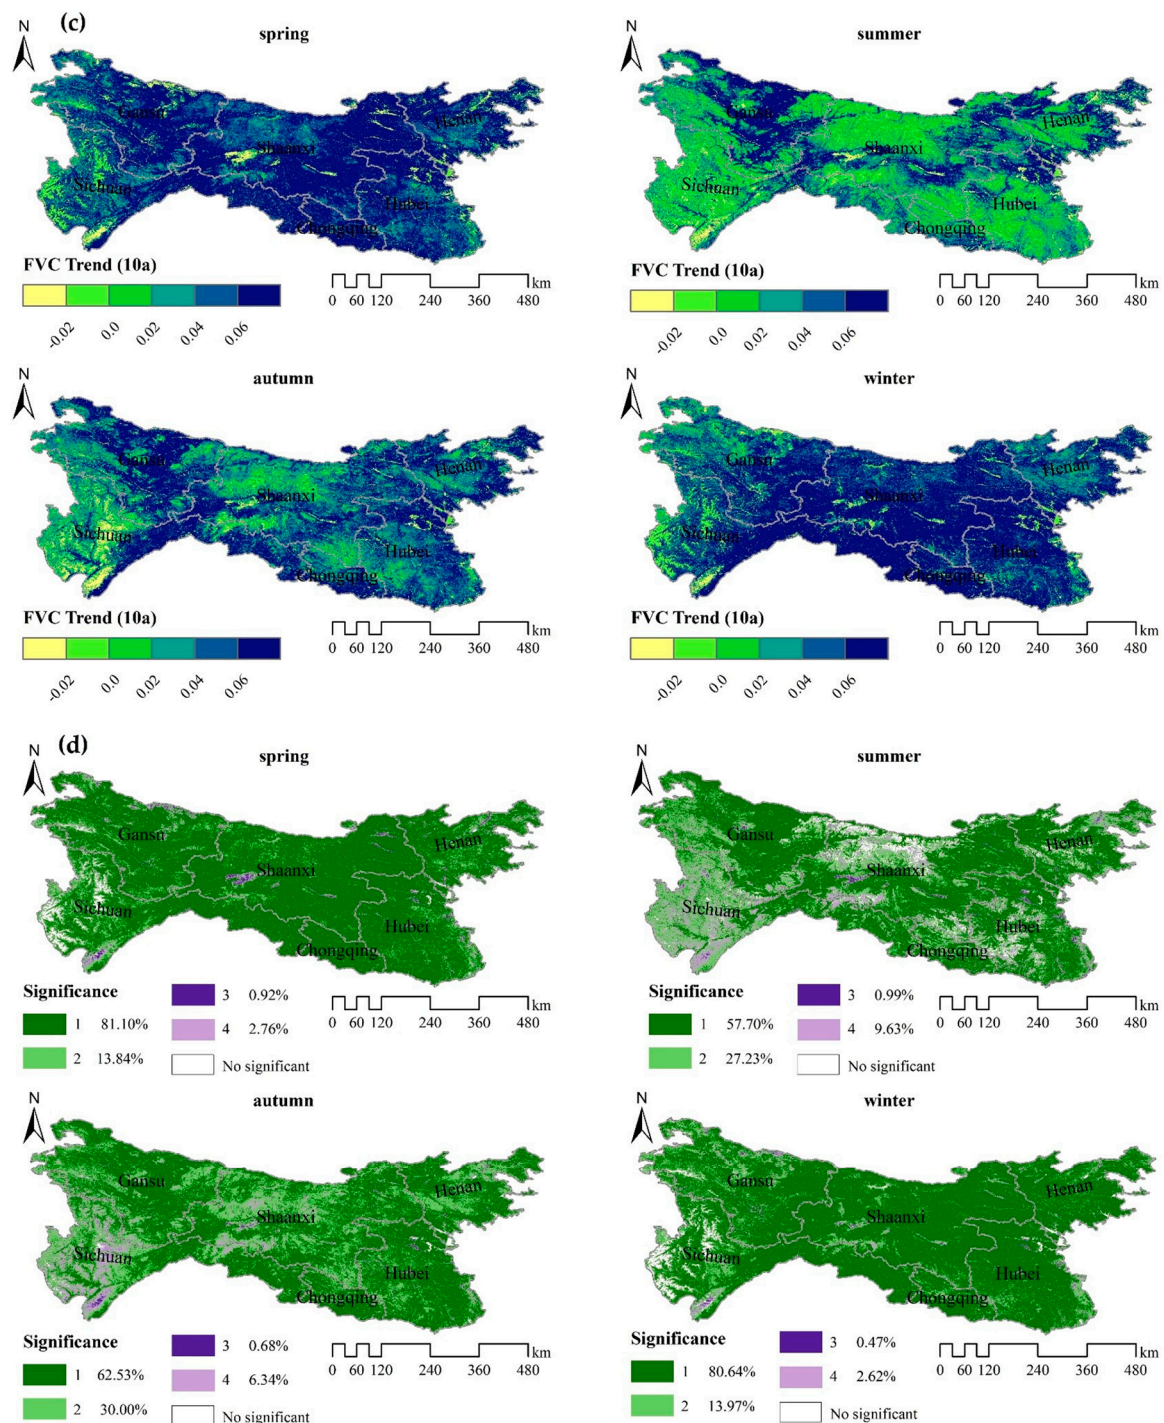 (c)
N
spring
Gansu
Shaanxi
Henan
Sichuan
Hubei
Chongqing
FVC Trend (10a)
-0.02 0.0 0.02 0.04 0.06
0 60 120 240 360 480 km
N
summer
Gansu
Shaanxi
Henan
Sichuan
Hubei
Chongqing
FVC Trend (10a)
-0.02 0.0 0.02 0.04 0.06
0 60 120 240 360 480 km
N
autumn
Gansu
Shaanxi
Henan
Sichuan
Hubei
Chongqing
FVC Trend (10a)
-0.02 0.0 0.02 0.04 0.06
0 60 120 240 360 480 km
N
winter
Gansu
Shaanxi
Henan
Sichuan
Hubei
Chongqing
FVC Trend (10a)
-0.02 0.0 0.02 0.04 0.06
0 60 120 240 360 480 km
(d)
N
spring
Gansu
Shaanxi
Henan
Sichuan
Hubei
Chongqing
Significance
1 81.10%
2 13.84%
3 0.92%
4 2.76%
No significant
0 60 120 240 360 480 km
N
summer
Gansu
Shaanxi
Henan
Sichuan
Hubei
Chongqing
Significance
1 57.70%
2 27.23%
3 0.99%
4 9.63%
No significant
0 60 120 240 360 480 km
N
autumn
Gansu
Shaanxi
Henan
Sichuan
Hubei
Chongqing
Significance
1 62.53%
2 30.00%
3 0.68%
4 6.34%
No significant
0 60 120 240 360 480 km
N
winter
Gansu
Shaanxi
Henan
Sichuan
Hubei
Chongqing
Significance
1 80.64%
2 13.97%
3 0.47%
4 2.62%
No significant
0 60 120 240 360 480 km